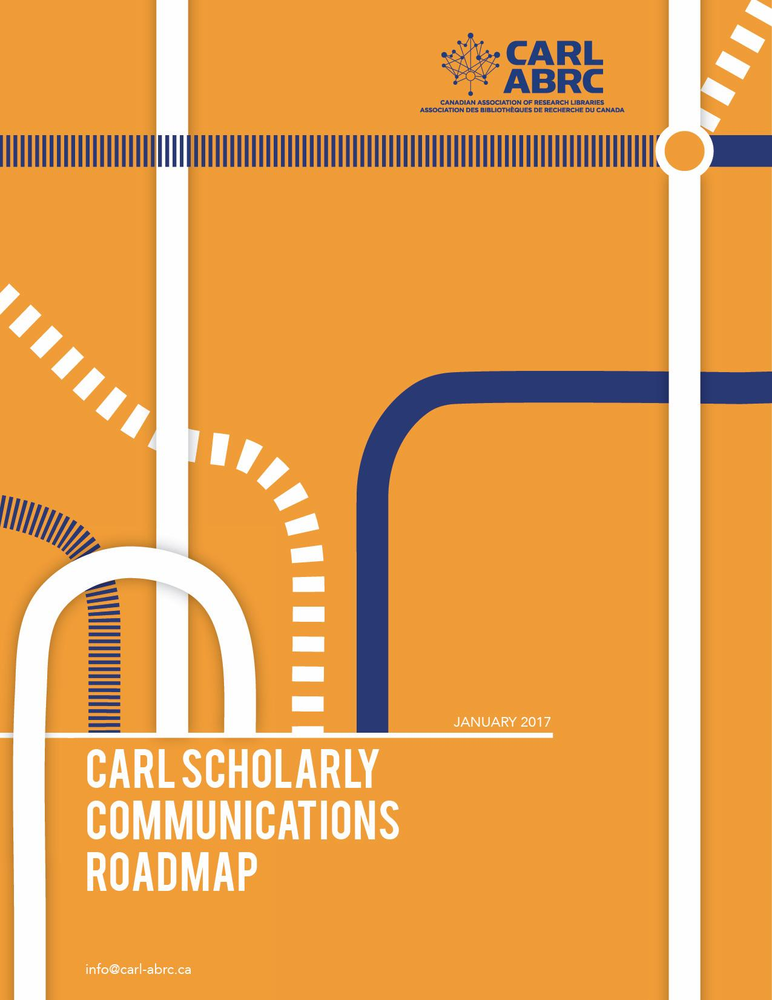 CARL
ABRC
CANADIAN ASSOCIATION OF RESEARCH LIBRARIES
ASSOCIATION DES BIBLIOTHÈQUES DE RECHERCHE DU CANADA
JANUARY 2017
CARL SCHOLARLY
COMMUNICATIONS
ROADMAP
info@carl-abrc.ca